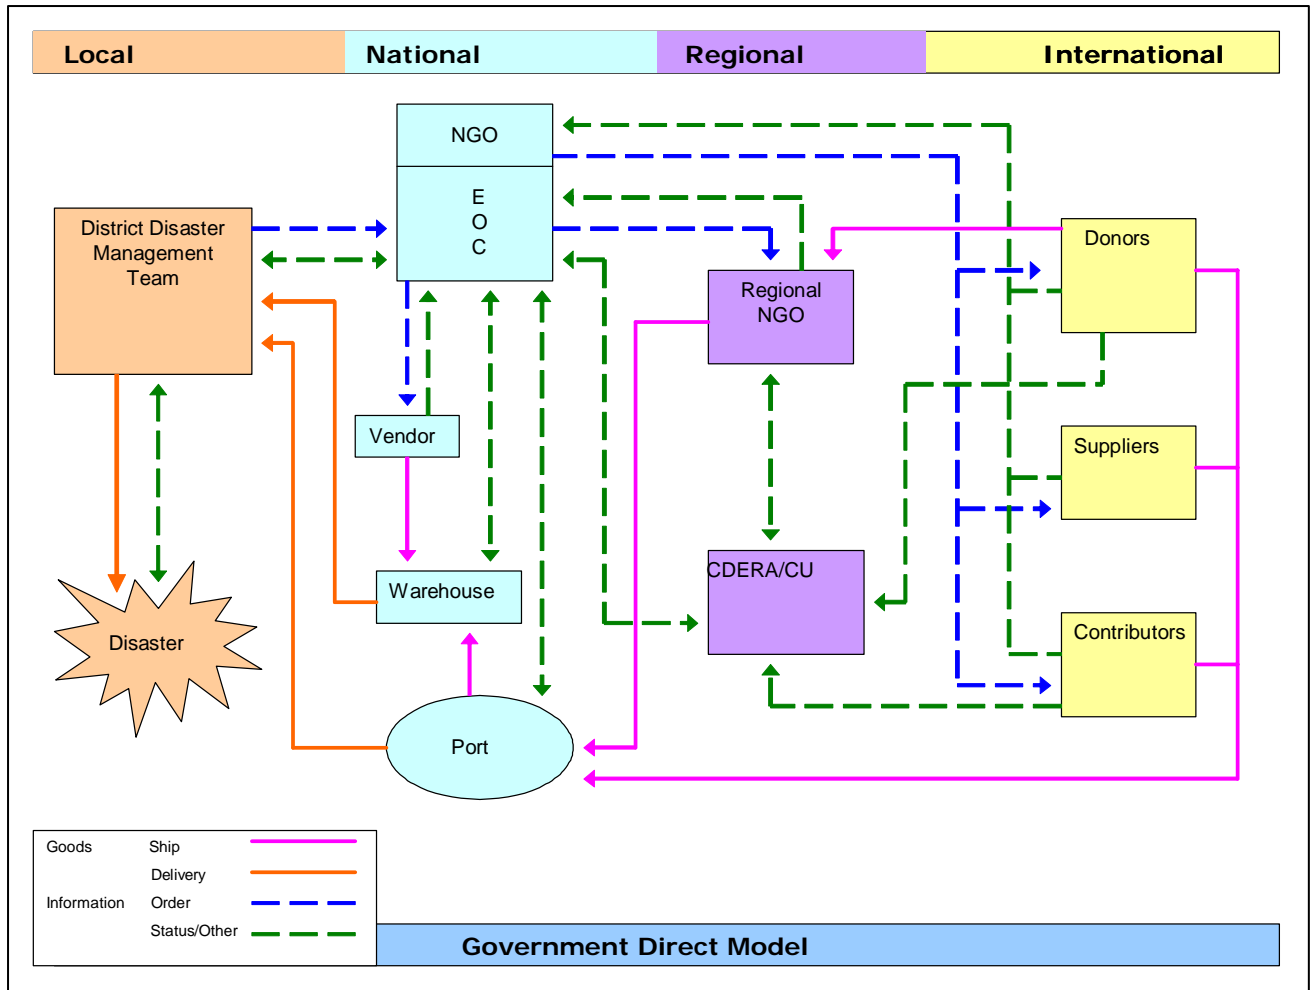 Local National Regional International
NGO
E
O
C
District Disaster
Management
Team
Donors
Regional
NGO
Vendor
Suppliers
CDERA/CU
Warehouse
Contributors
Disaster
Port
Goods Ship
Delivery
Information Order
Status/Other
Government Direct Model